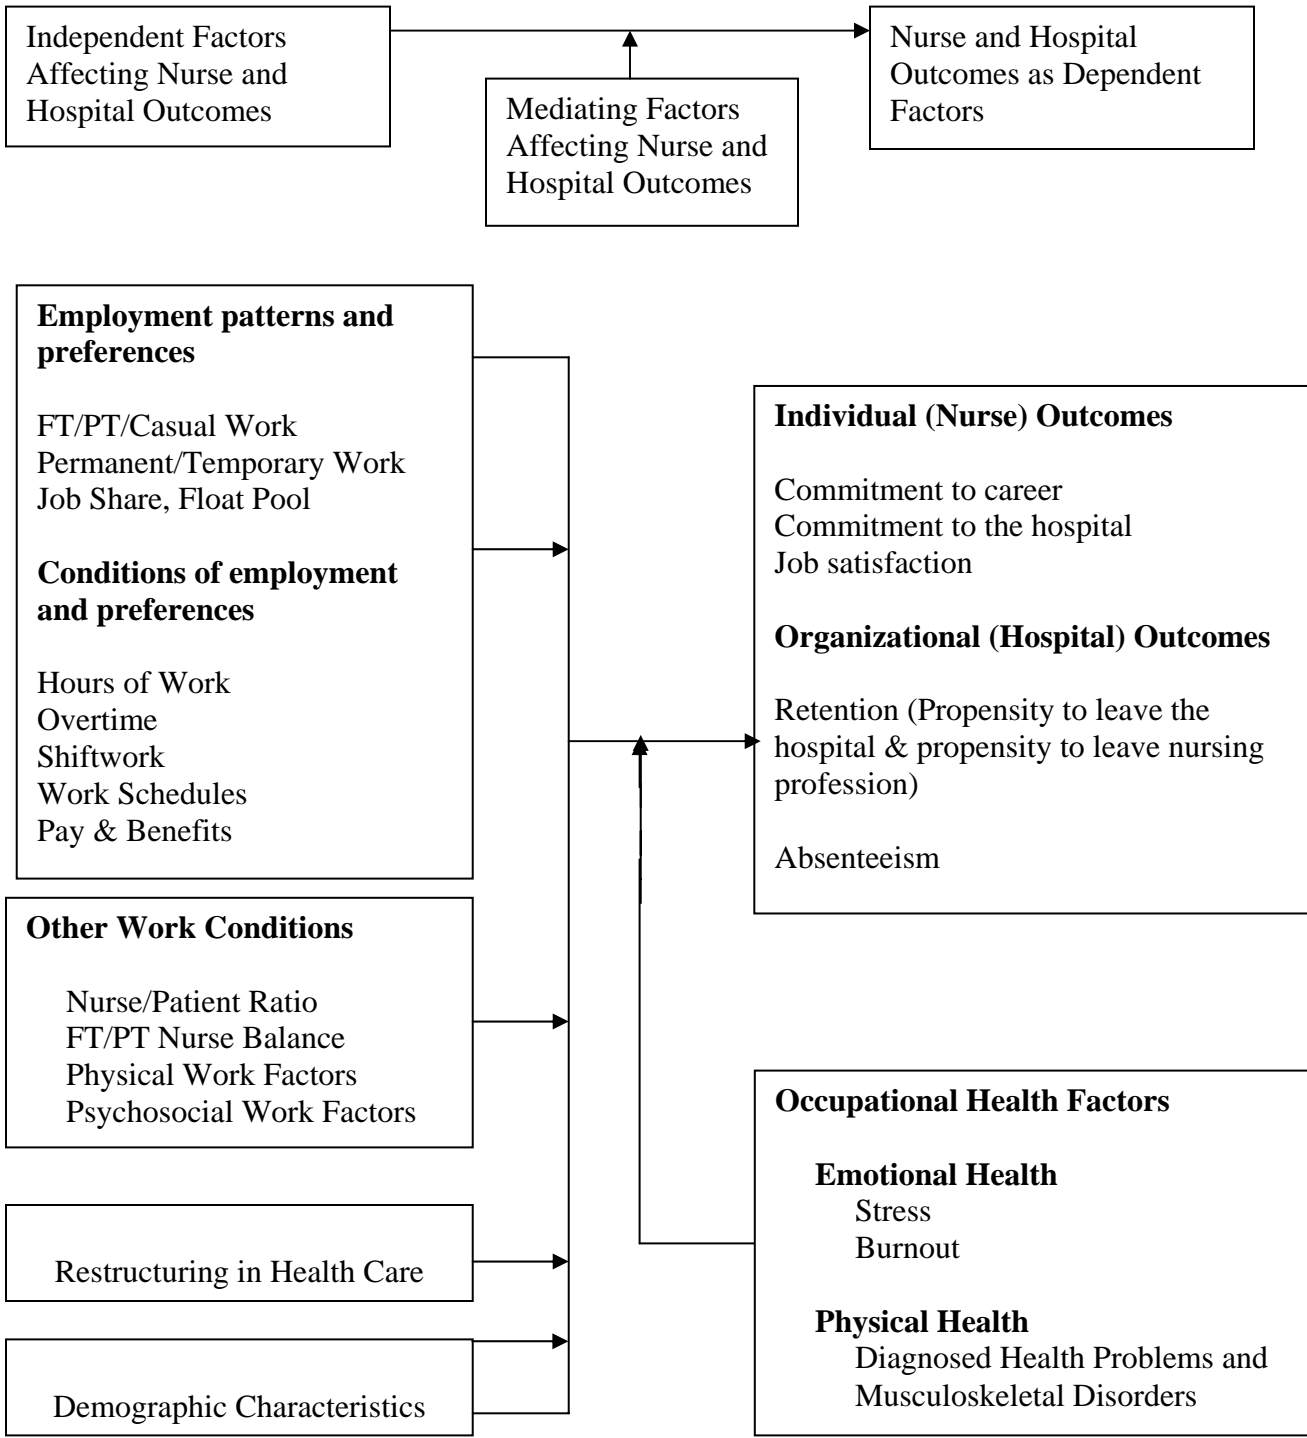 Independent Factors
Affecting Nurse and
Hospital Outcomes
Mediating Factors
Affecting Nurse and
Hospital Outcomes
Nurse and Hospital
Outcomes as Dependent
Factors
Employment patterns and
preferences
FT/PT/Casual Work
Permanent/Temporary Work
Job Share, Float Pool
Conditions of employment
and preferences
Hours of Work
Overtime
Shiftwork
Work Schedules
Pay & Benefits
Other Work Conditions
Nurse/Patient Ratio
FT/PT Nurse Balance
Physical Work Factors
Psychosocial Work Factors
Restructuring in Health Care
Demographic Characteristics
Individual (Nurse) Outcomes
Commitment to career
Commitment to the hospital
Job satisfaction
Organizational (Hospital) Outcomes
Retention (Propensity to leave the
hospital & propensity to leave nursing
profession)
Absenteeism
Occupational Health Factors
Emotional Health
Stress
Burnout
Physical Health
Diagnosed Health Problems and
Musculoskeletal Disorders